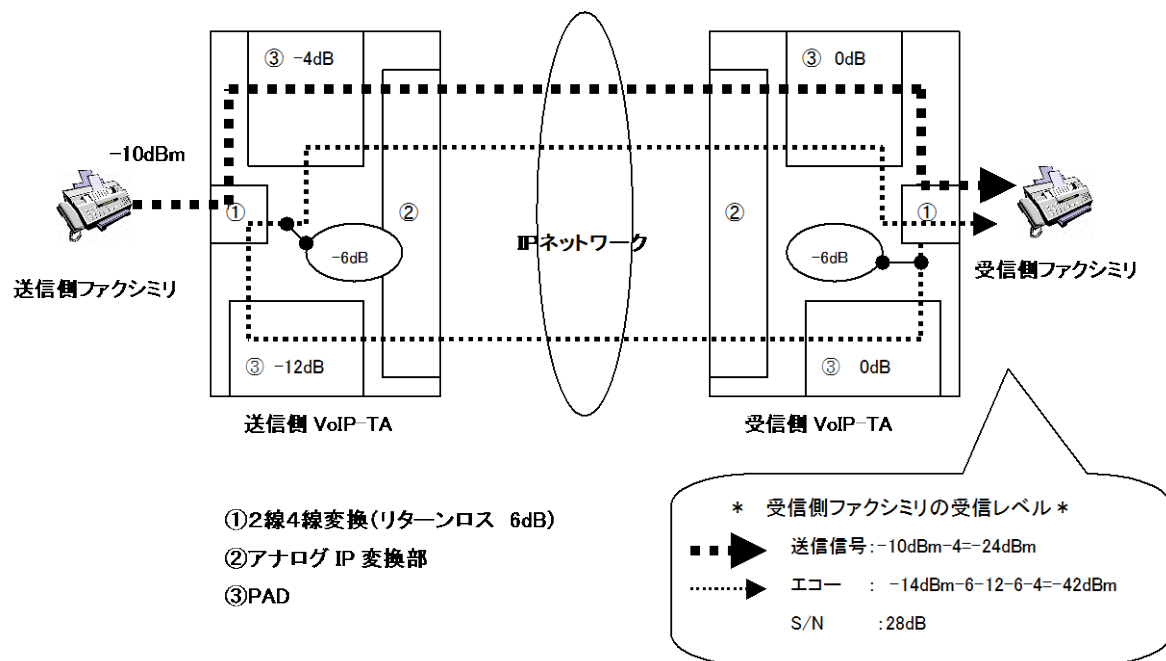 ③ -4dB
③ 0dB
-10dBm
①
②
②
①
-6dB
IPネットワーク
-6dB
送信側ファクシミリ
受信側ファクシミリ
③ -12dB
③ 0dB
送信側 VoIP-TA
受信側 VoIP-TA
①２線４線変換（リターンロス 6dB）
②アナログ IP 変換部
③PAD
* 受信側ファクシミリの受信レベル *
送信信号：-10dBm-4=-24dBm
エコー ： -14dBm-6-12-6-4=-42dBm
S/N ：28dB